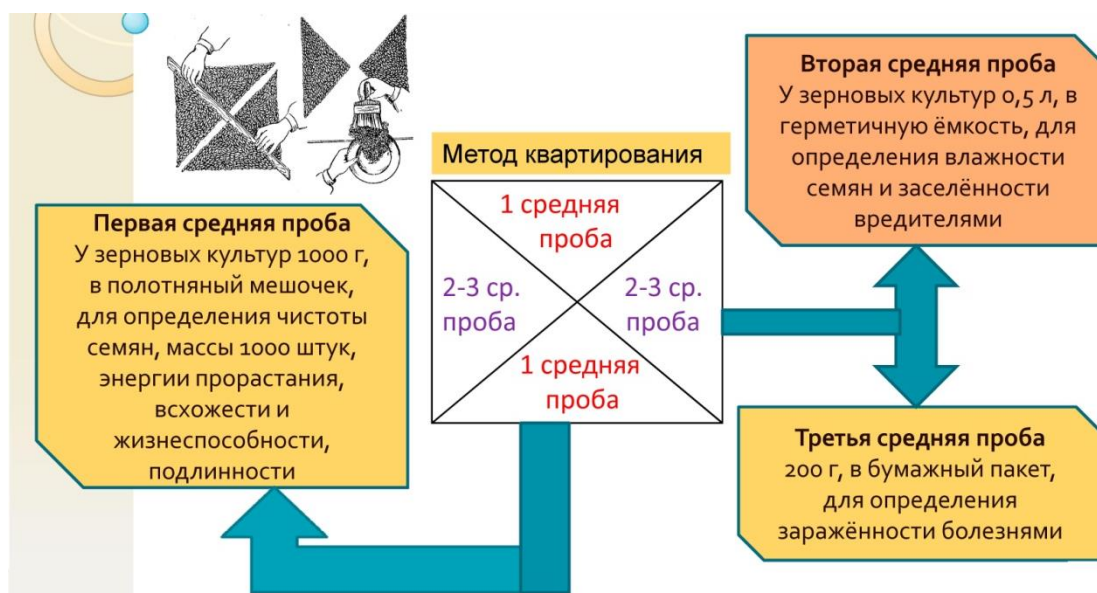 Метод квартирования
1 средняя
проба
2-3 ср.
проба
2-3 ср.
проба
1 средняя
проба
Первая средняя проба
У зерновых культур 1000 г,
в полотняный мешочек,
для определения чистоты
семян, массы 1000 штук,
энергии прорастания,
всхожести и
жизнеспособности,
подлинности
Вторая средняя проба
У зерновых культур 0,5 л, в
герметичную ёмкость, для
определения влажности
семян и заселённости
вредителями
Третья средняя проба
200 г, в бумажный пакет,
для определения
заражённости болезнями